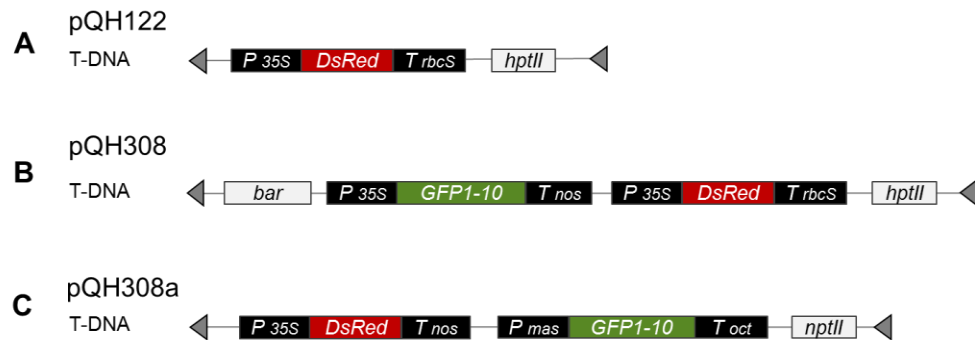 pQH122
A
T-DNA P 35S DsRed T rbcS hptII
pQH308
B
T-DNA bar P 35S GFP1-10 T nos P 35S DsRed T rbcS hptII
pQH308a
C
T-DNA P 35S DsRed T nos P mas GFP1-10 T oct nptII